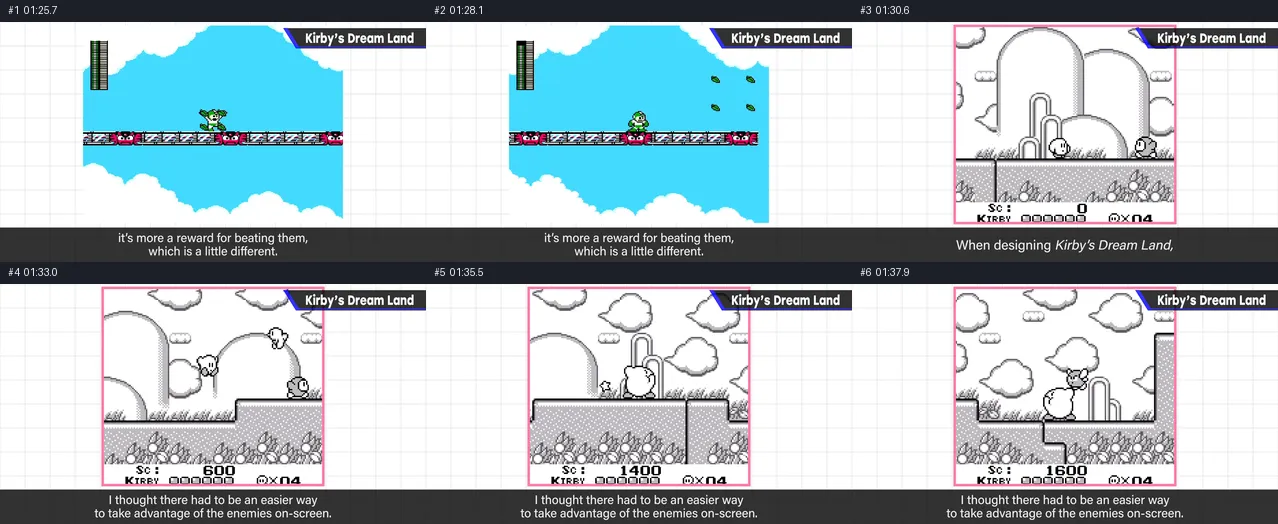 #1 01:25.7
Kirby's Dream Land
it's more a reward for beating them,
which is a little different.
#2 01:28.1
Kirby's Dream Land
it's more a reward for beating them,
which is a little different.
#3 01:30.6
Kirby's Dream Land
Sc: 0
KIRBY ×04
When designing Kirby's Dream Land,
#4 01:33.0
Kirby's Dream Land
Sc: 600
KIRBY ×04
I thought there had to be an easier way
to take advantage of the enemies on-screen.
#5 01:35.5
Kirby's Dream Land
Sc: 1400
KIRBY ×04
I thought there had to be an easier way
to take advantage of the enemies on-screen.
#6 01:37.9
Kirby's Dream Land
Sc: 1600
KIRBY ×04
I thought there had to be an easier way
to take advantage of the enemies on-screen.